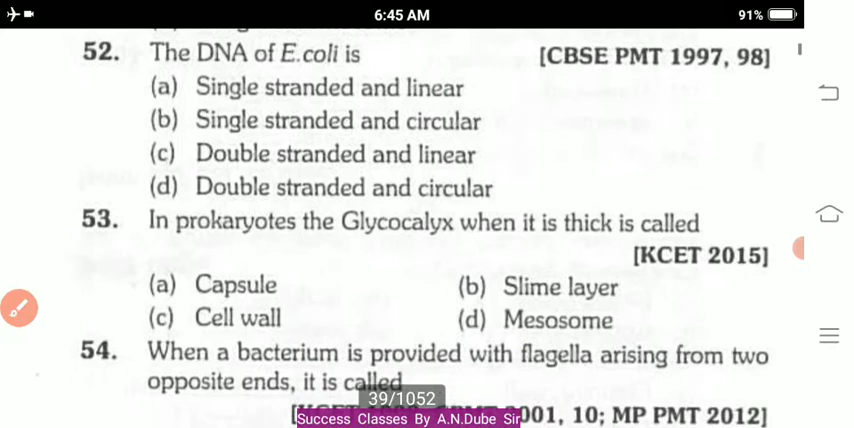 6:45 AM
91%
52. The DNA of E.coli is [CBSE PMT 1997, 98]
(a) Single stranded and linear
(b) Single stranded and circular
(c) Double stranded and linear
(d) Double stranded and circular
53. In prokaryotes the Glycocalyx when it is thick is called
[KCET 2015]
(a) Capsule (b) Slime layer
(c) Cell wall (d) Mesosome
54. When a bacterium is provided with flagella arising from two
opposite ends, it is called
39/1052
2001, 10; MP PMT 2012]
Success Classes By A.N.Dube Sir